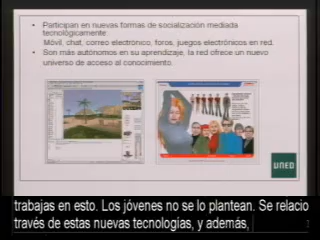 • Participan en nuevas formas de socialización mediada
tecnológicamente:
Móvil, chat, correo electrónico, foros, juegos electrónicos en red.
• Son más autónomos en su aprendizaje, la red ofrece un nuevo
universo de acceso al conocimiento.
UNED
trabajas en esto. Los jóvenes no se lo plantean. Se relacio
través de estas nuevas tecnologías, y además,